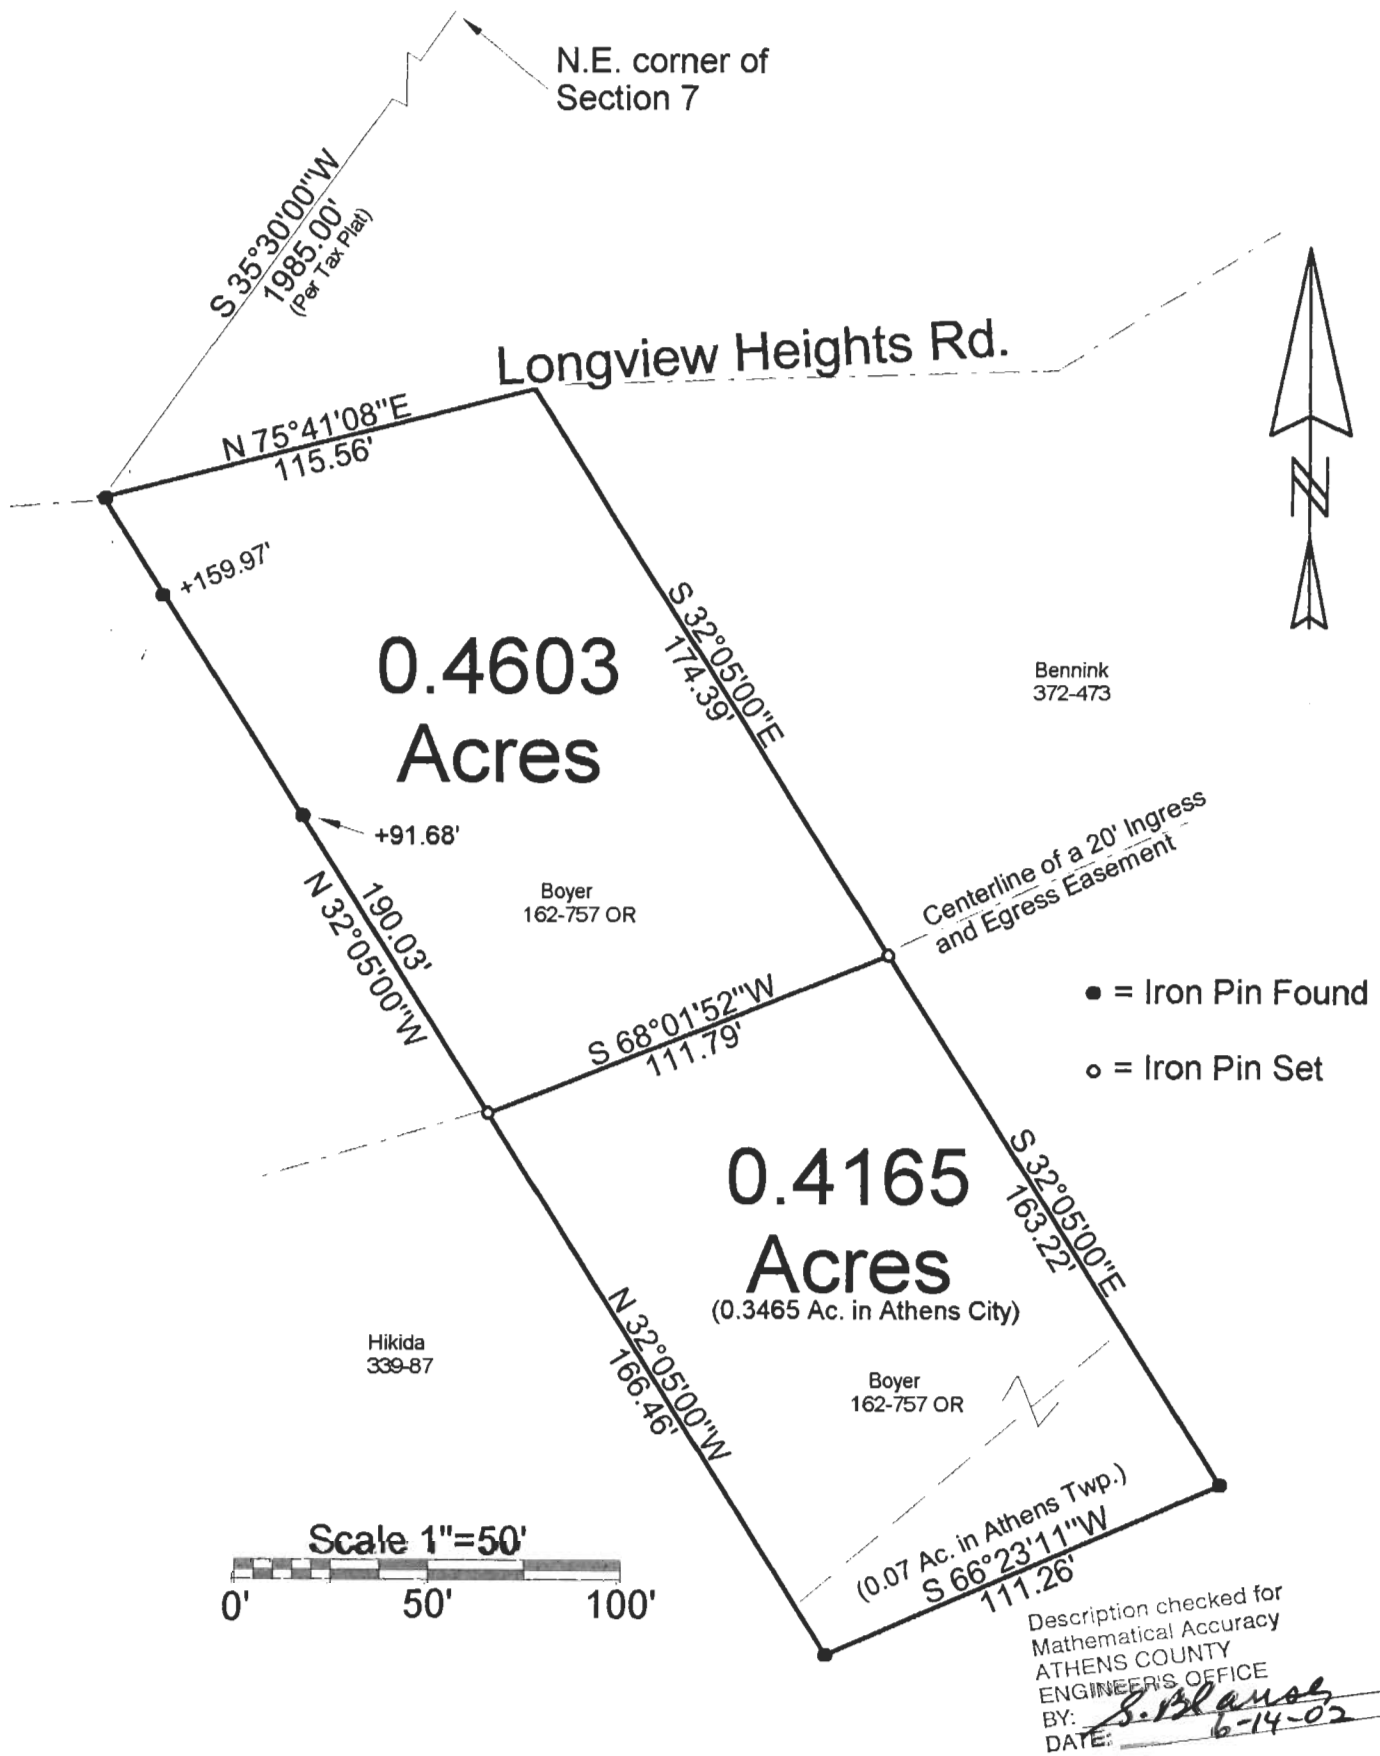 N.E. corner of
Section 7
S 35°30'00"W
1985.00'
(Per Tax Plat)
Longview Heights Rd.
N 75°41'08"E
115.56'
N
+159.97'
0.4603
Acres
S 32°05'00"E
174.39'
Bennink
372-473
+91.68'
Boyer
162-757 OR
190.03'
N 32°05'00"W
Centerline of a 20' Ingress
and Egress Easement
= Iron Pin Found
S 68°01'52"W
111.79'
= Iron Pin Set
0.4165
Acres
(0.3465 Ac. in Athens City)
S 32°05'00"E
163.22'
Hikida
339-87
N 32°05'00"W
166.46'
Boyer
162-757 OR
(0.07 Ac. in Athens Twp.)
S 66°23'11"W
111.26'
Scale 1"=50'
0' 50' 100'
Description checked for
Mathematical Accuracy
ATHENS COUNTY
ENGINEER'S OFFICE
BY:
DATE: 6-14-02